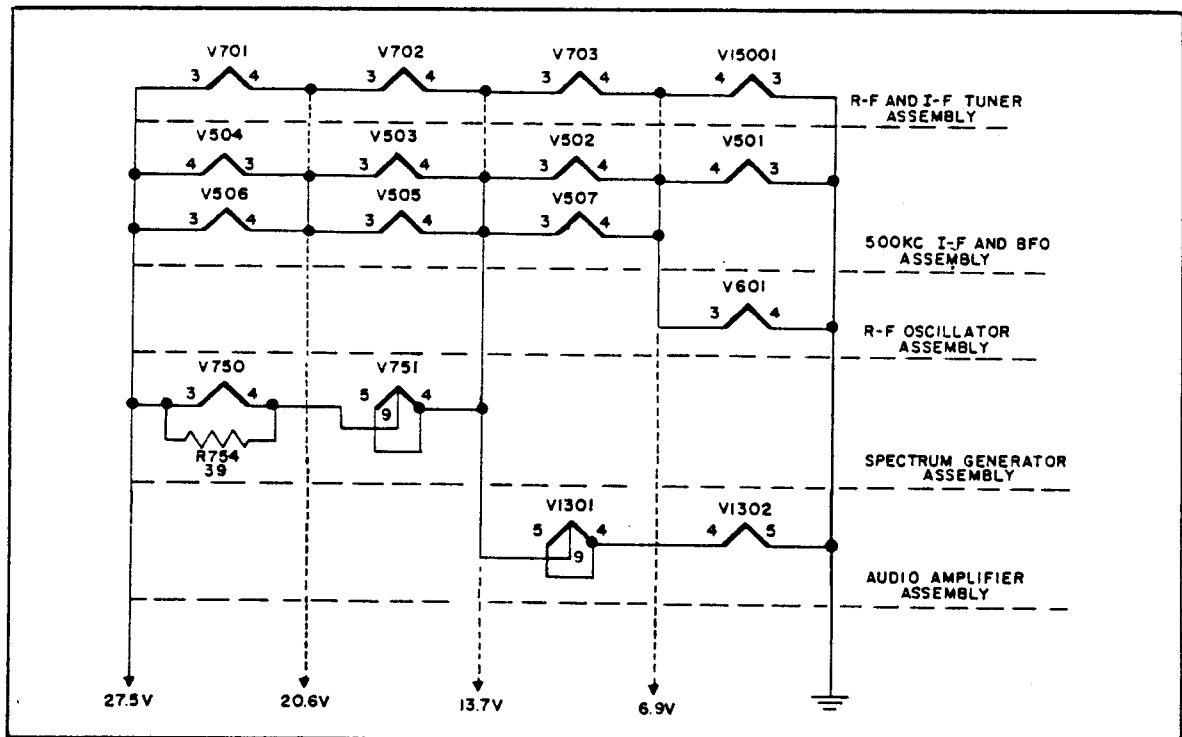 V701 V702 V703 V15001
3 4 3 4 3 4 4 3
R-F AND I-F TUNER
ASSEMBLY
V504 V503 V502 V501
4 3 3 4 3 4 4 3
V506 V505 V507
3 4 3 4 3 4
500KC I-F AND BFO
ASSEMBLY
V601
3 4
R-F OSCILLATOR
ASSEMBLY
V750 V751
3 4 5 9 4
R754
39
SPECTRUM GENERATOR
ASSEMBLY
V1301 V1302
5 9 4 4 5
AUDIO AMPLIFIER
ASSEMBLY
27.5V 20.6V 13.7V 6.9V